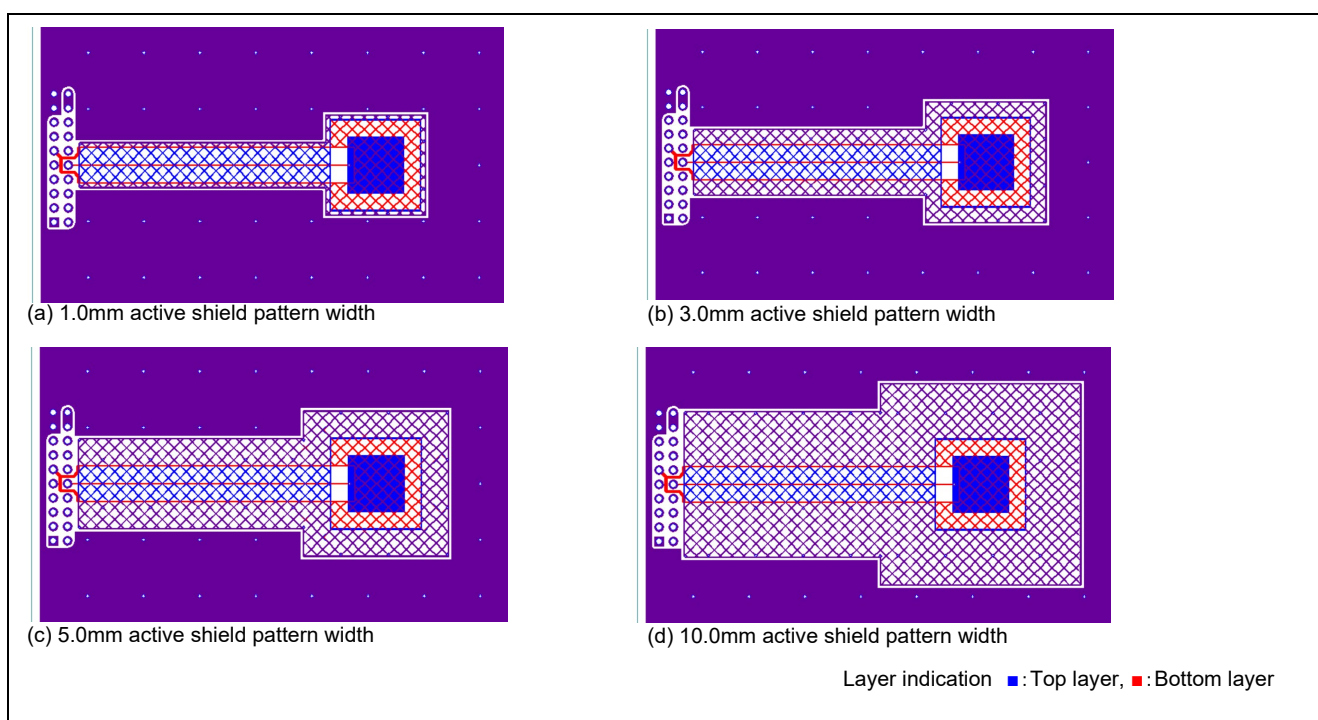 (a) 1.0mm active shield pattern width
(b) 3.0mm active shield pattern width
(c) 5.0mm active shield pattern width
(d) 10.0mm active shield pattern width
Layer indication ■:Top layer, ■:Bottom layer